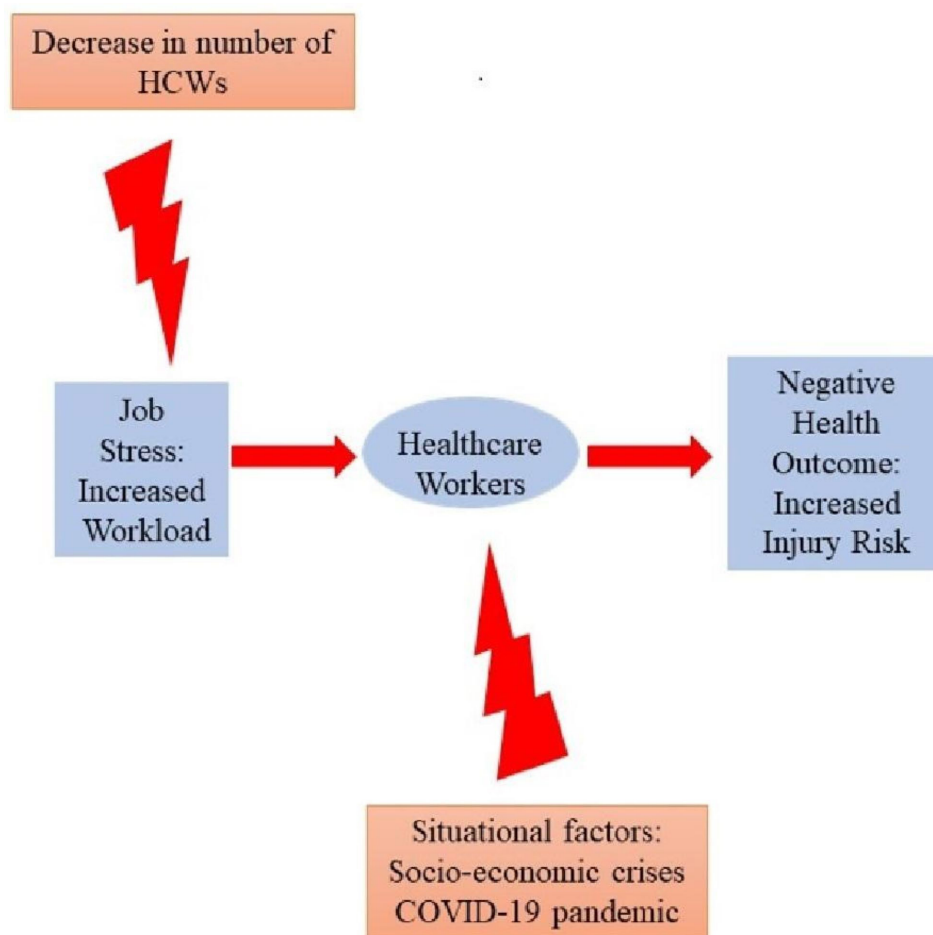 Decrease in number of
HCWs
Job
Stress:
Increased
Workload
Healthcare
Workers
Negative
Health
Outcome:
Increased
Injury Risk
Situational factors:
Socio-economic crises
COVID-19 pandemic